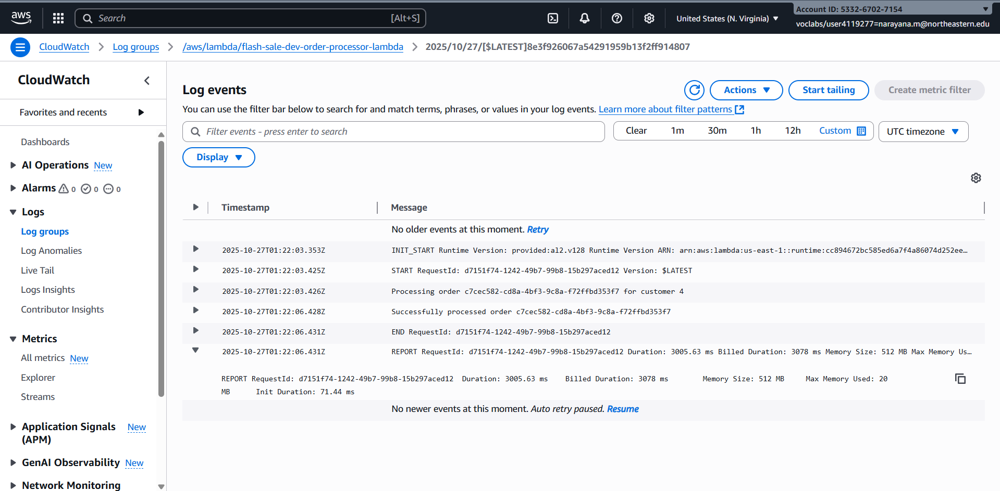 aws
Search [Alt+S]
United States (N. Virginia)
Account ID: 5332-6702-7154
voclabs/user4119277=narayana.m@northeastern.edu
CloudWatch
Log groups
/aws/lambda/flash-sale-dev-order-processor-lambda
2025/10/27/[$LATEST]8e3f926067a54291959b13f2ff914807
CloudWatch
Favorites and recents
Dashboards
AI Operations New
Alarms 0 0 0
Logs
Log groups
Log Anomalies
Live Tail
Logs Insights
Contributor Insights
Metrics
All metrics New
Explorer
Streams
Application Signals (APM) New
GenAI Observability New
Network Monitoring
Log events
Actions
Start tailing
Create metric filter
You can use the filter bar below to search for and match terms, phrases, or values in your log events. Learn more about filter patterns
Filter events - press enter to search
Clear 1m 30m 1h 12h Custom
UTC timezone
Display
Timestamp Message
No older events at this moment. Retry
2025-10-27T01:22:03.353Z INIT_START Runtime Version: provided:al2.v128 Runtime Version ARN: arn:aws:lambda:us-east-1::runtime:cc894672bc585ed6a7f4a86074d252ee…
2025-10-27T01:22:03.425Z START RequestId: d7151f74-1242-49b7-99b8-15b297aced12 Version: $LATEST
2025-10-27T01:22:03.426Z Processing order c7cec582-cd8a-4bf3-9c8a-f72ffbd353f7 for customer 4
2025-10-27T01:22:06.428Z Successfully processed order c7cec582-cd8a-4bf3-9c8a-f72ffbd353f7
2025-10-27T01:22:06.431Z END RequestId: d7151f74-1242-49b7-99b8-15b297aced12
2025-10-27T01:22:06.431Z REPORT RequestId: d7151f74-1242-49b7-99b8-15b297aced12 Duration: 3005.63 ms Billed Duration: 3078 ms Memory Size: 512 MB Max Memory Us…
REPORT RequestId: d7151f74-1242-49b7-99b8-15b297aced12 Duration: 3005.63 ms Billed Duration: 3078 ms Memory Size: 512 MB Max Memory Used: 20
MB Init Duration: 71.44 ms
No newer events at this moment. Auto retry paused. Resume